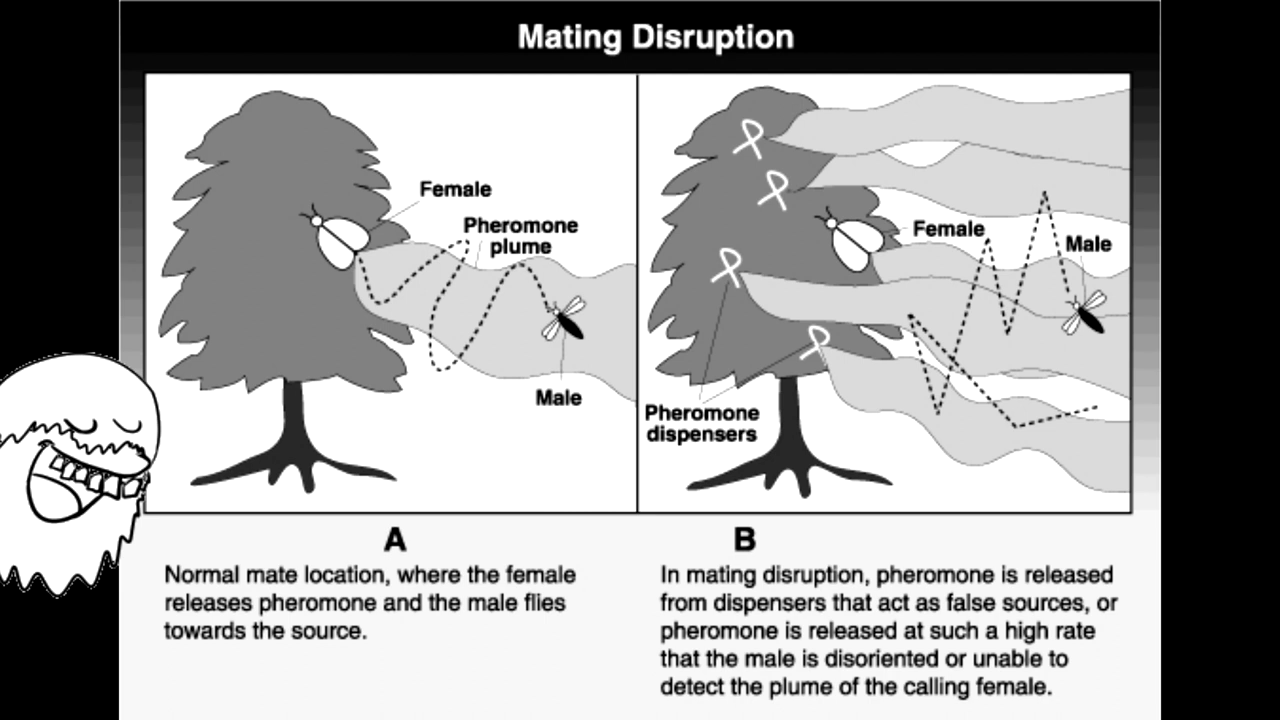 Mating Disruption
Female
Pheromone
plume
Male
Female
Male
Pheromone
dispensers
A
Normal mate location, where the female
releases pheromone and the male flies
towards the source.
B
In mating disruption, pheromone is released
from dispensers that act as false sources, or
pheromone is released at such a high rate
that the male is disoriented or unable to
detect the plume of the calling female.